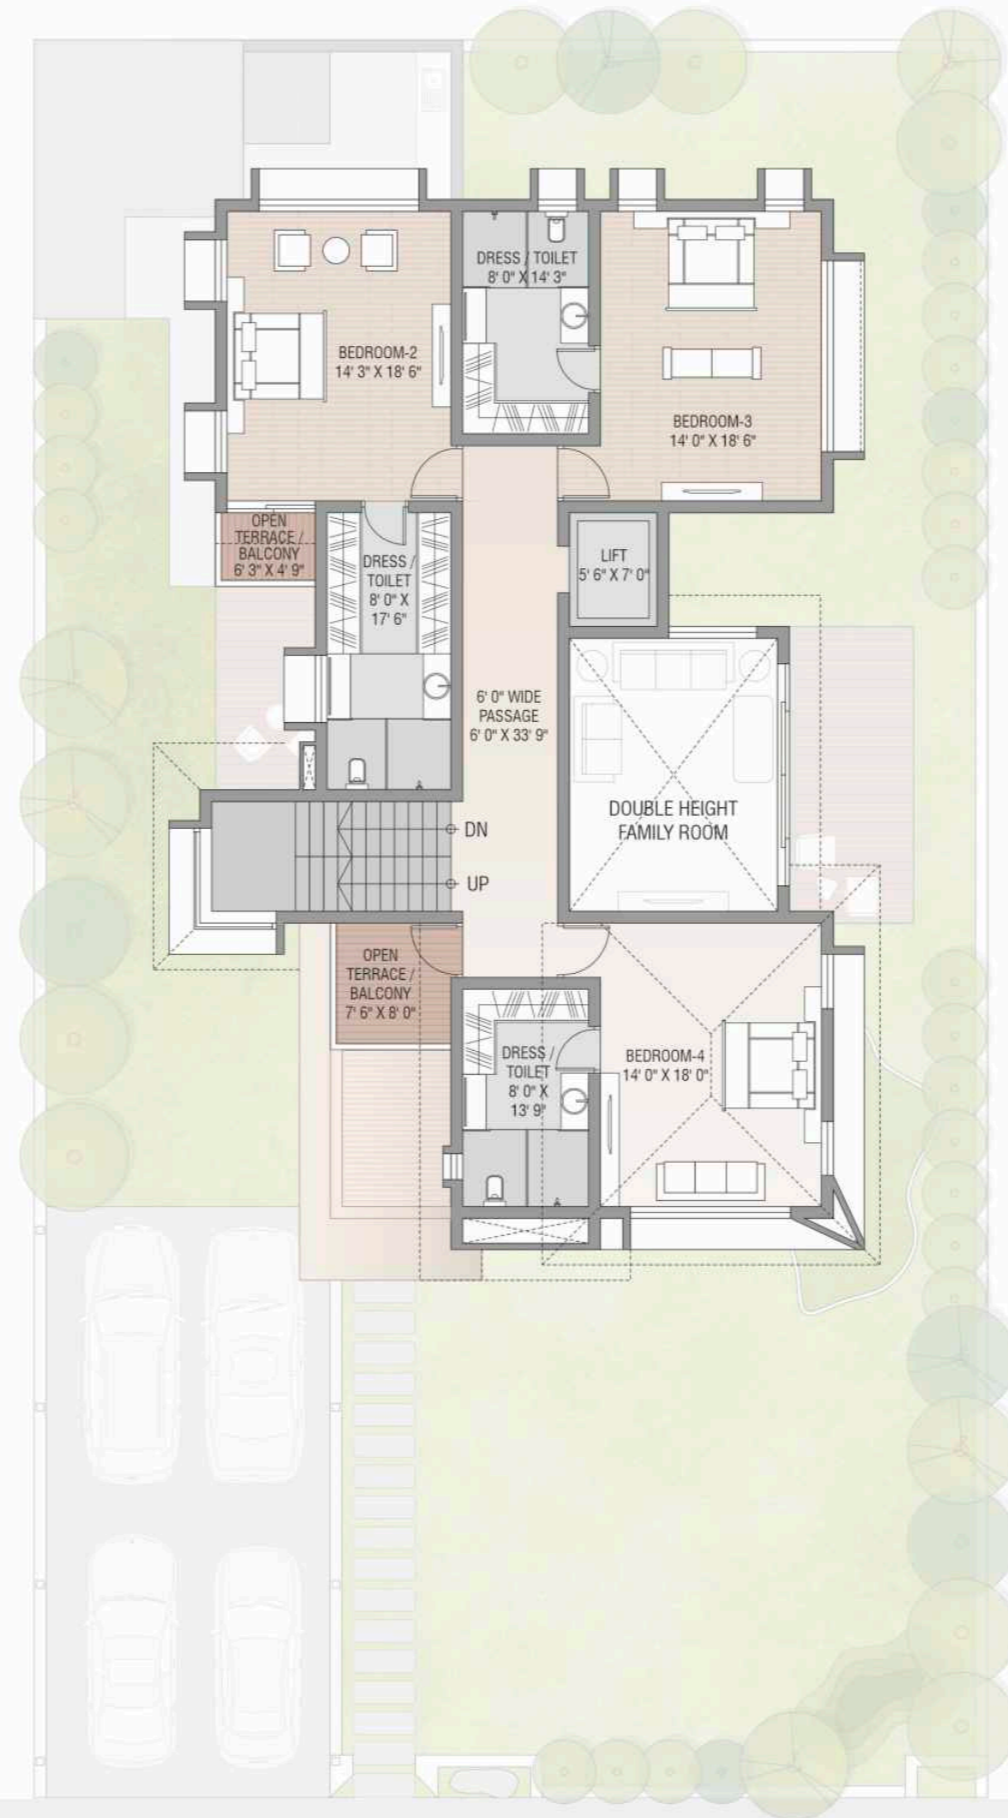 DRESS / TOILET
8' 0" X 14' 3"
BEDROOM-2
14' 3" X 18' 6"
BEDROOM-3
14' 0" X 18' 6"
OPEN
TERRACE /
BALCONY
6' 3" X 4' 9"
DRESS /
TOILET
8' 0" X
17' 6"
LIFT
5' 6" X 7' 0"
6' 0" WIDE
PASSAGE
6' 0" X 33' 9"
DOUBLE HEIGHT
FAMILY ROOM
DN
UP
OPEN
TERRACE /
BALCONY
7' 6" X 8' 0"
DRESS /
TOILET
8' 0" X
13' 9"
BEDROOM-4
14' 0" X 18' 0"